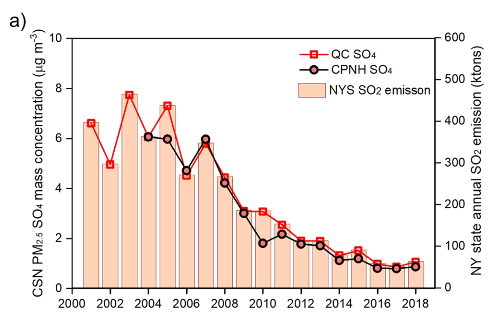 a)
CSN PM2.5 SO4 mass concentration (μg m-3)
10
8
6
4
2
0
QC SO4
CPNH SO4
NYS SO2 emisson
600
500
400
300
200
100
0
NY state annual SO2 emission (ktons)
2000 2002 2004 2006 2008 2010 2012 2014 2016 2018